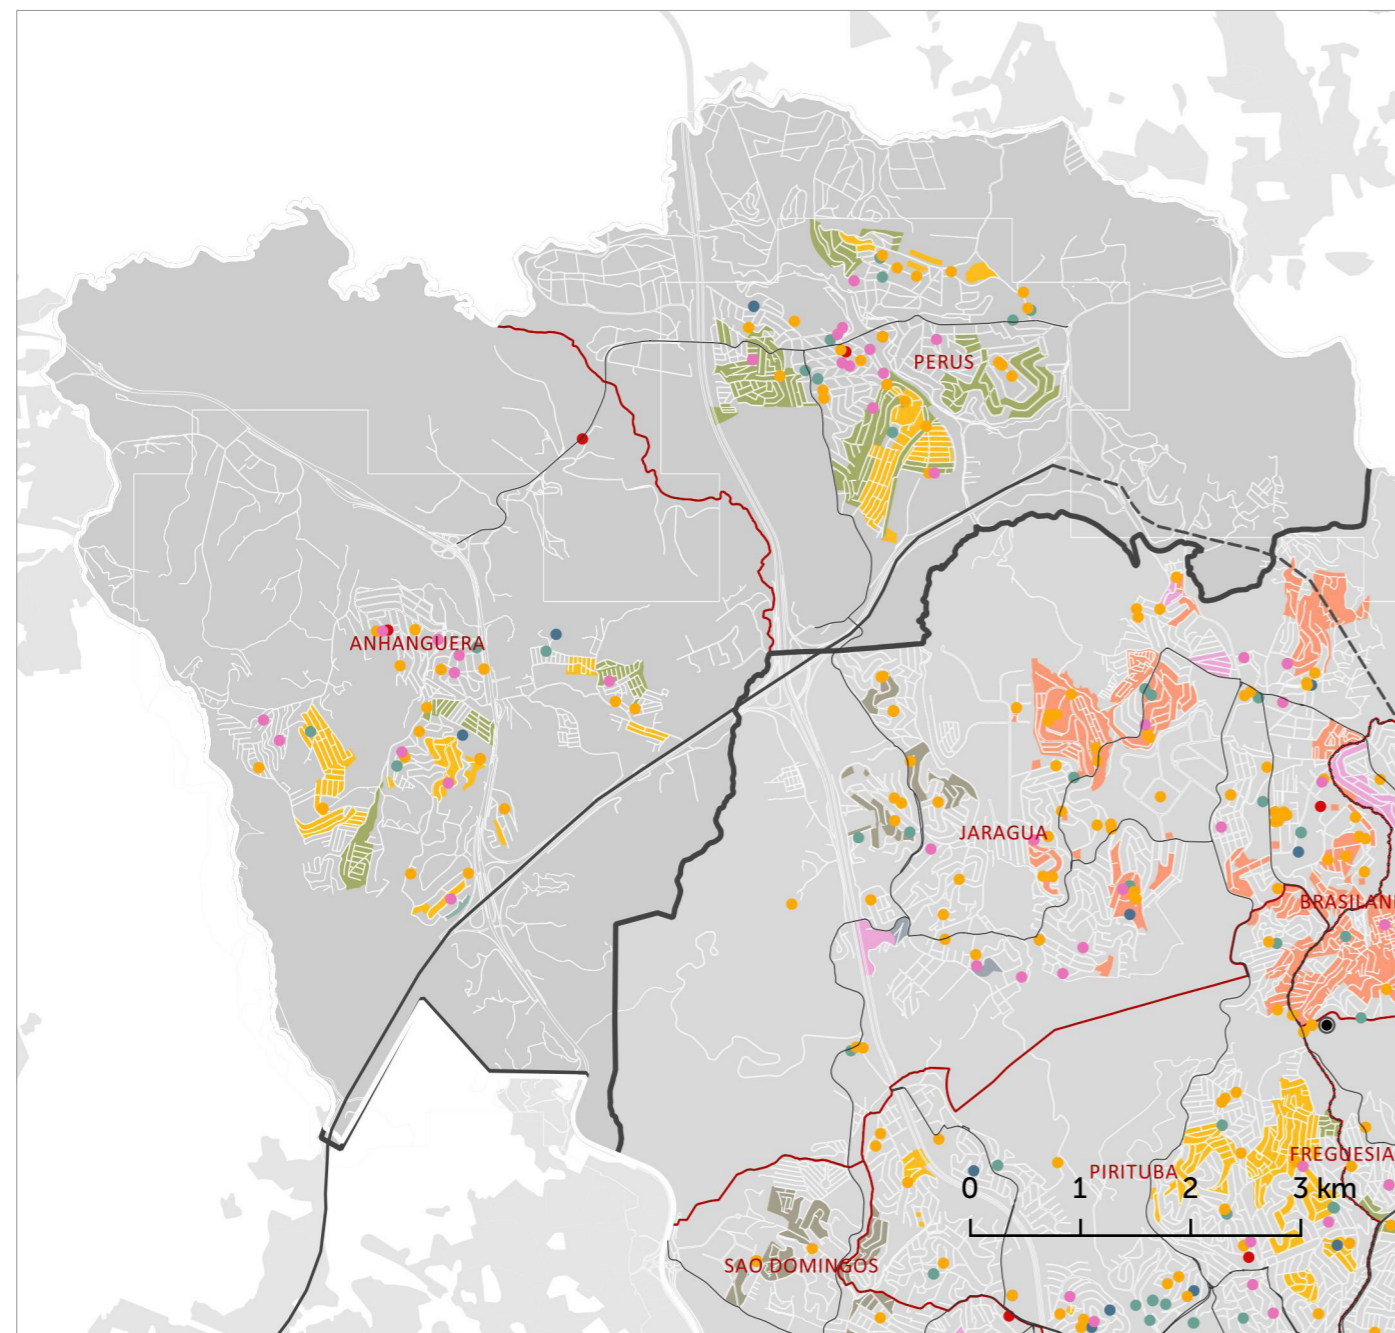 PERUS
ANHANGUERA
JARAGUA
BRASILAN
FREGUESIA
PIRITUBA
0 1 2 3 km
SAO DOMINGOS